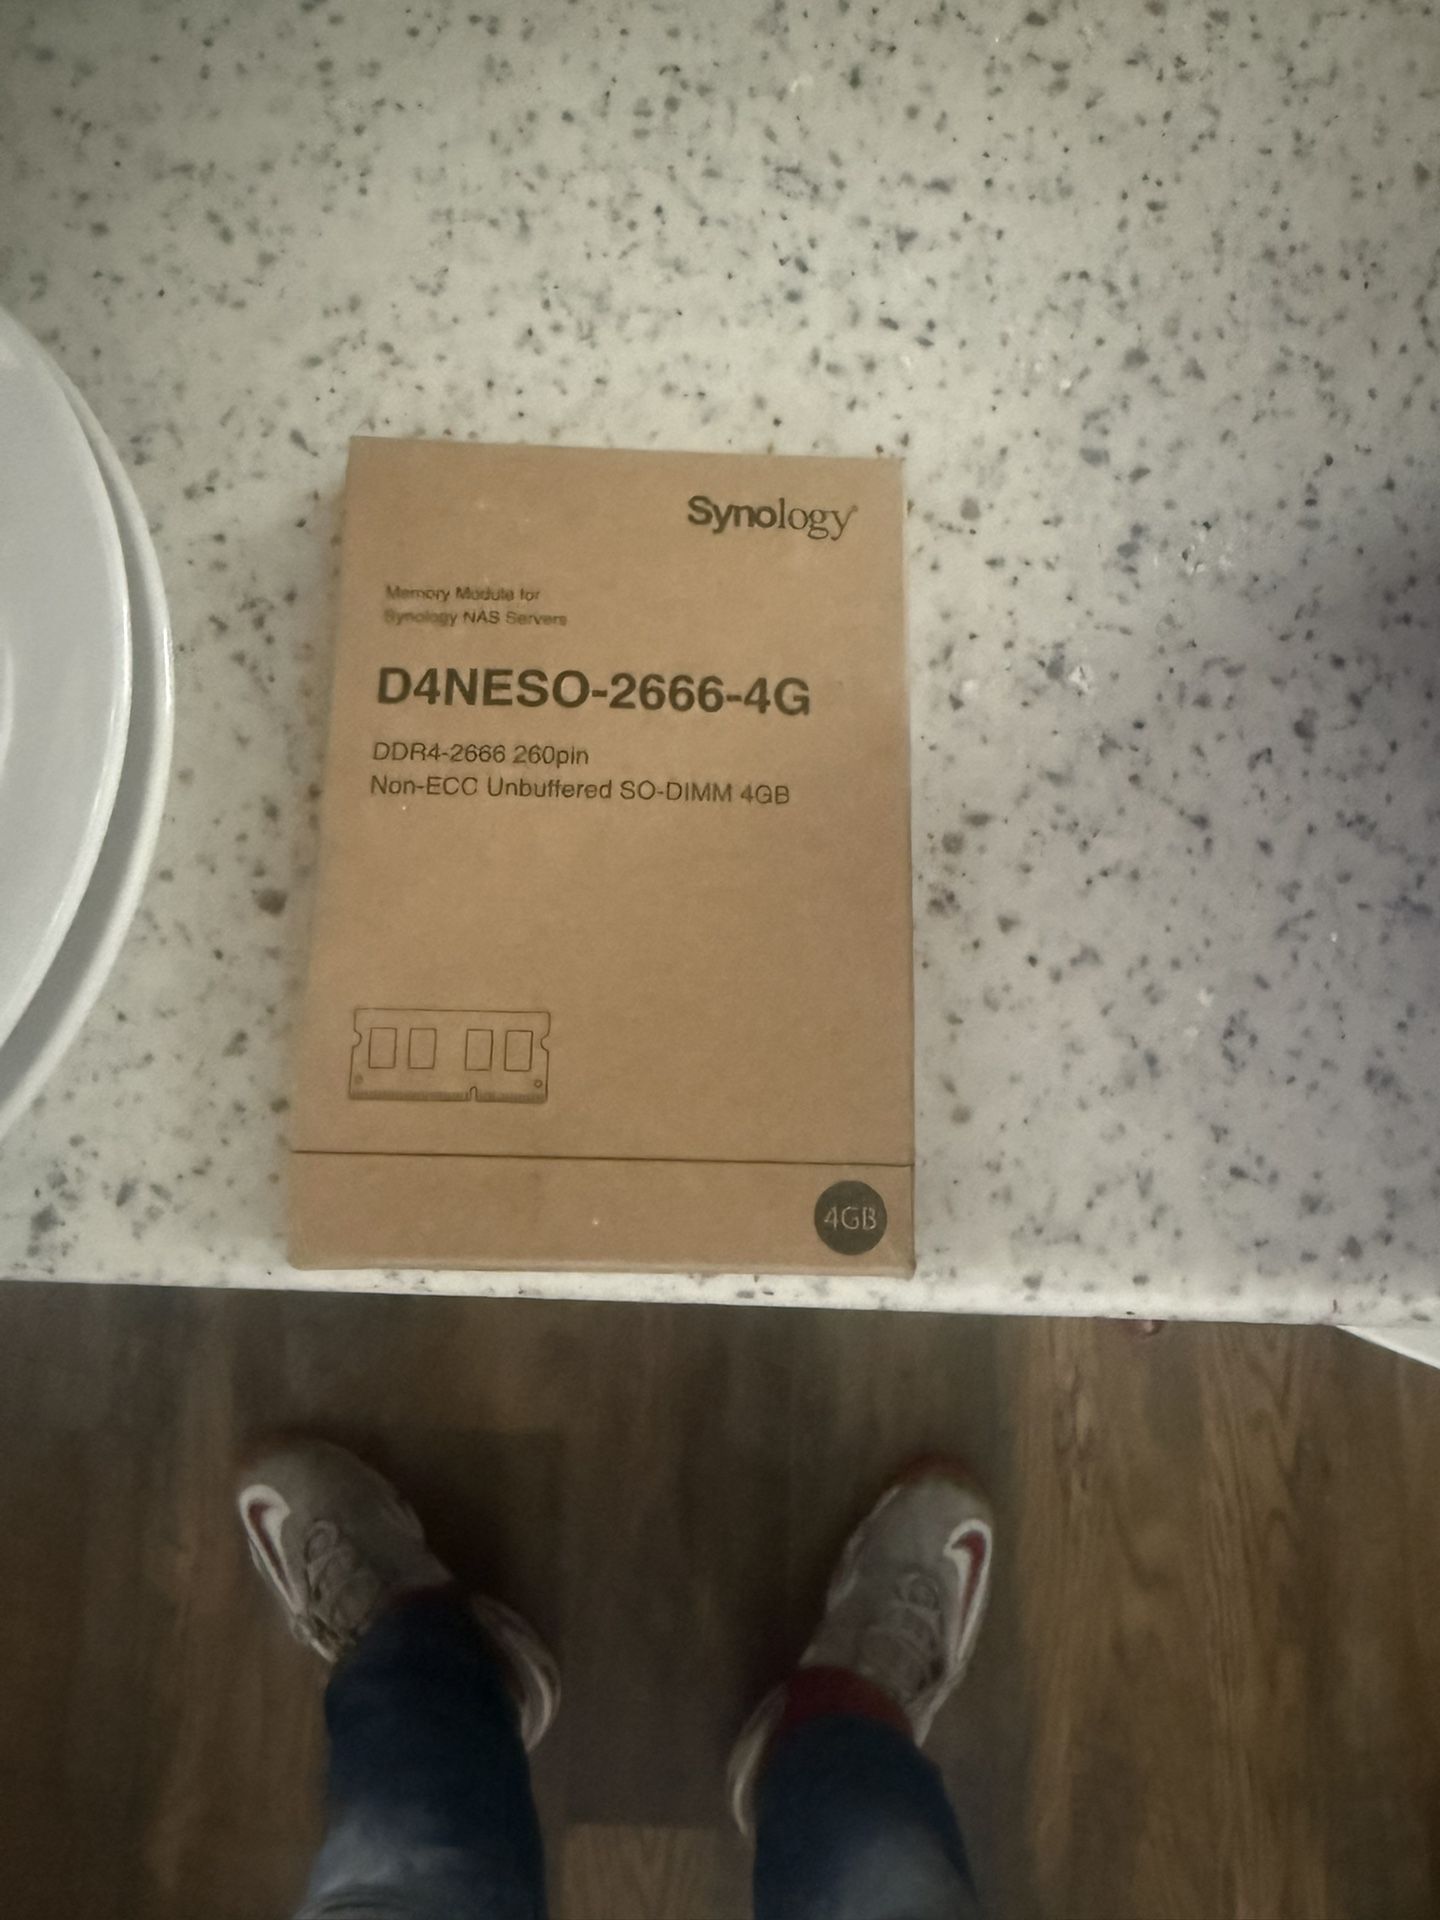 Synology
Memory Module for
Synology NAS Servers
D4NESO-2666-4G
DDR4-2666 260pin
Non-ECC Unbuffered SO-DIMM 4GB
4GB